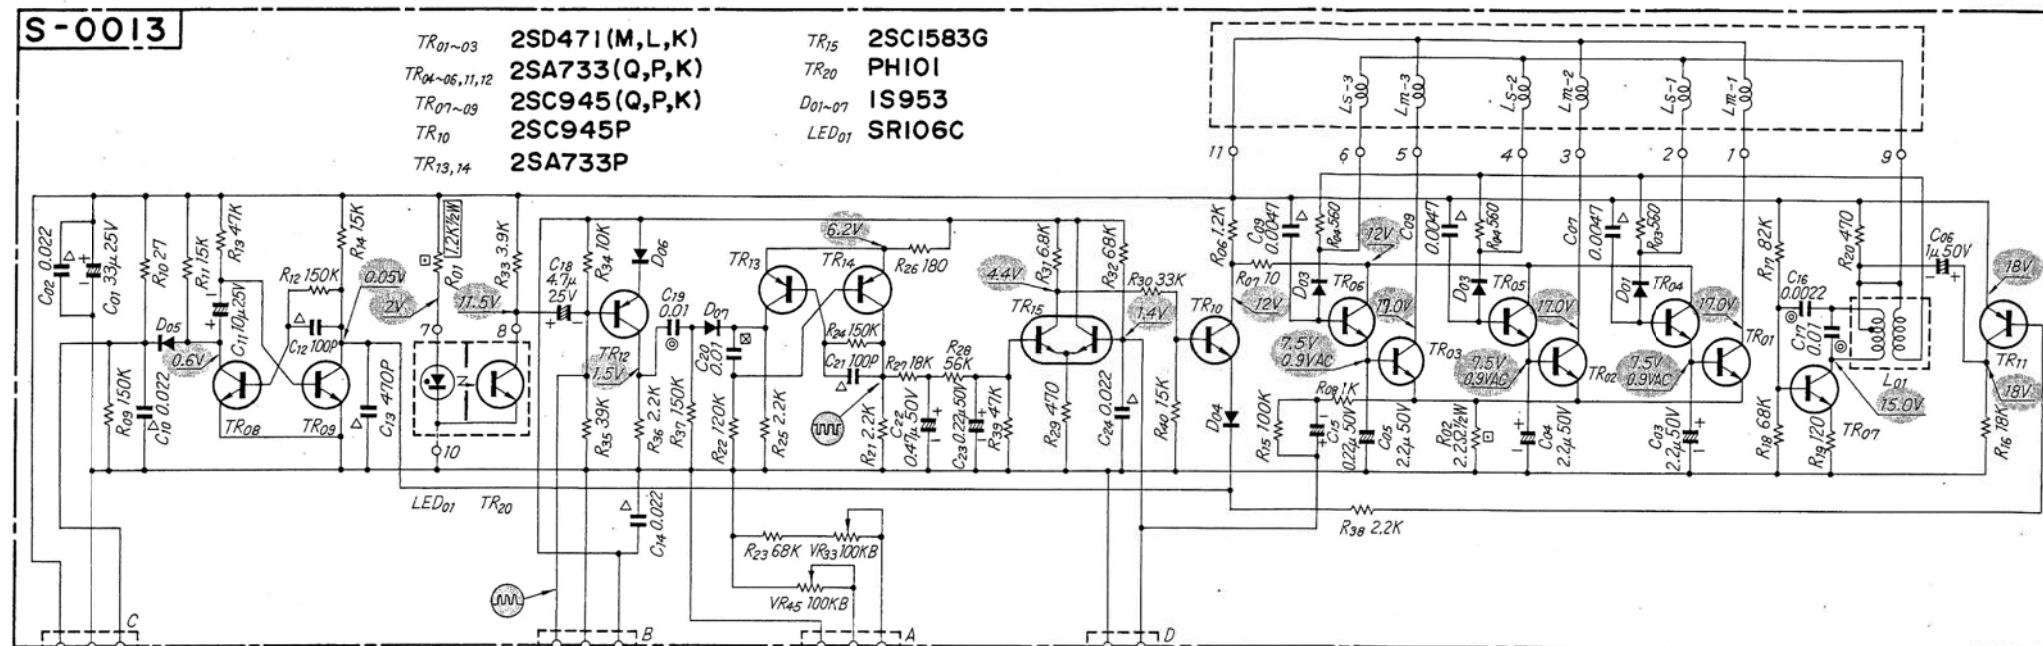 S-0013
TR01~03 2SD471(M,L,K)
TR04~06,11,12 2SA733(Q,P,K)
TR07~09 2SC945(Q,P,K)
TR10 2SC945P
TR13,14 2SA733P
TR15 2SC1583G
TR20 PH101
D01~07 1S953
LED01 SR106C
Ls-3
Lm-3
Ls-2
Lm-2
Ls-1
Lm-1
11
6
5
4
3
2
1
9
C02 0.022
C01 33μ 25V
R10 27
R11 15K
R13 47K
R12 150K
R14 15K
0.05V
2V
R01 1.2K½W
R33 3.9K
11.5V
C18 4.7μ 25V
R34 10K
D06
TR12
1.5V
C19 0.01
D07
C20 0.01
TR13
TR14
6.2V
R26 180
R24 150K
C21 100P
R27 18K
R28 56K
4.4V
R31 6.8K
R32 68K
R30 33K
TR15
1.4V
TR10
R06 1.2K
R07 10
12V
C09 0.0047
R04 560
D03
TR06
12V
C09
17.0V
0.0047
R04 560
D03
TR05
17.0V
C07
0.0047
R03 560
D01
TR04
17.0V
TR01
R17 82K
R20 470
C06 1μ 50V
C16 0.0022
C17 0.07
18V
TR11
18V
L01
15.0V
TR07
D05
0.6V
C11 10μ 25V
C12 100P
R09 150K
C10 0.022
TR08
TR09
C13 470P
7
8
10
LED01 TR20
R35 39K
R36 2.2K
R37 150K
R22 120K
R25 2.2K
R21 2.2K
C22 0.47μ 50V
C23 0.22μ 50V
R39 47K
R29 470
C24 0.022
R40 15K
D04
7.5V
0.9VAC
TR03
7.5V
0.9VAC
TR02
7.5V
0.9VAC
R08 1K
R15 100K
C15 0.22μ 50V
C05 2.2μ 50V
R02 2.2Ω½W
C04 2.2μ 50V
C03 2.2μ 50V
R18 68K
R19 120
R16 18K
R38 2.2K
C14 0.022
R23 68K
VR33 100KB
VR45 100KB
C
B
A
D